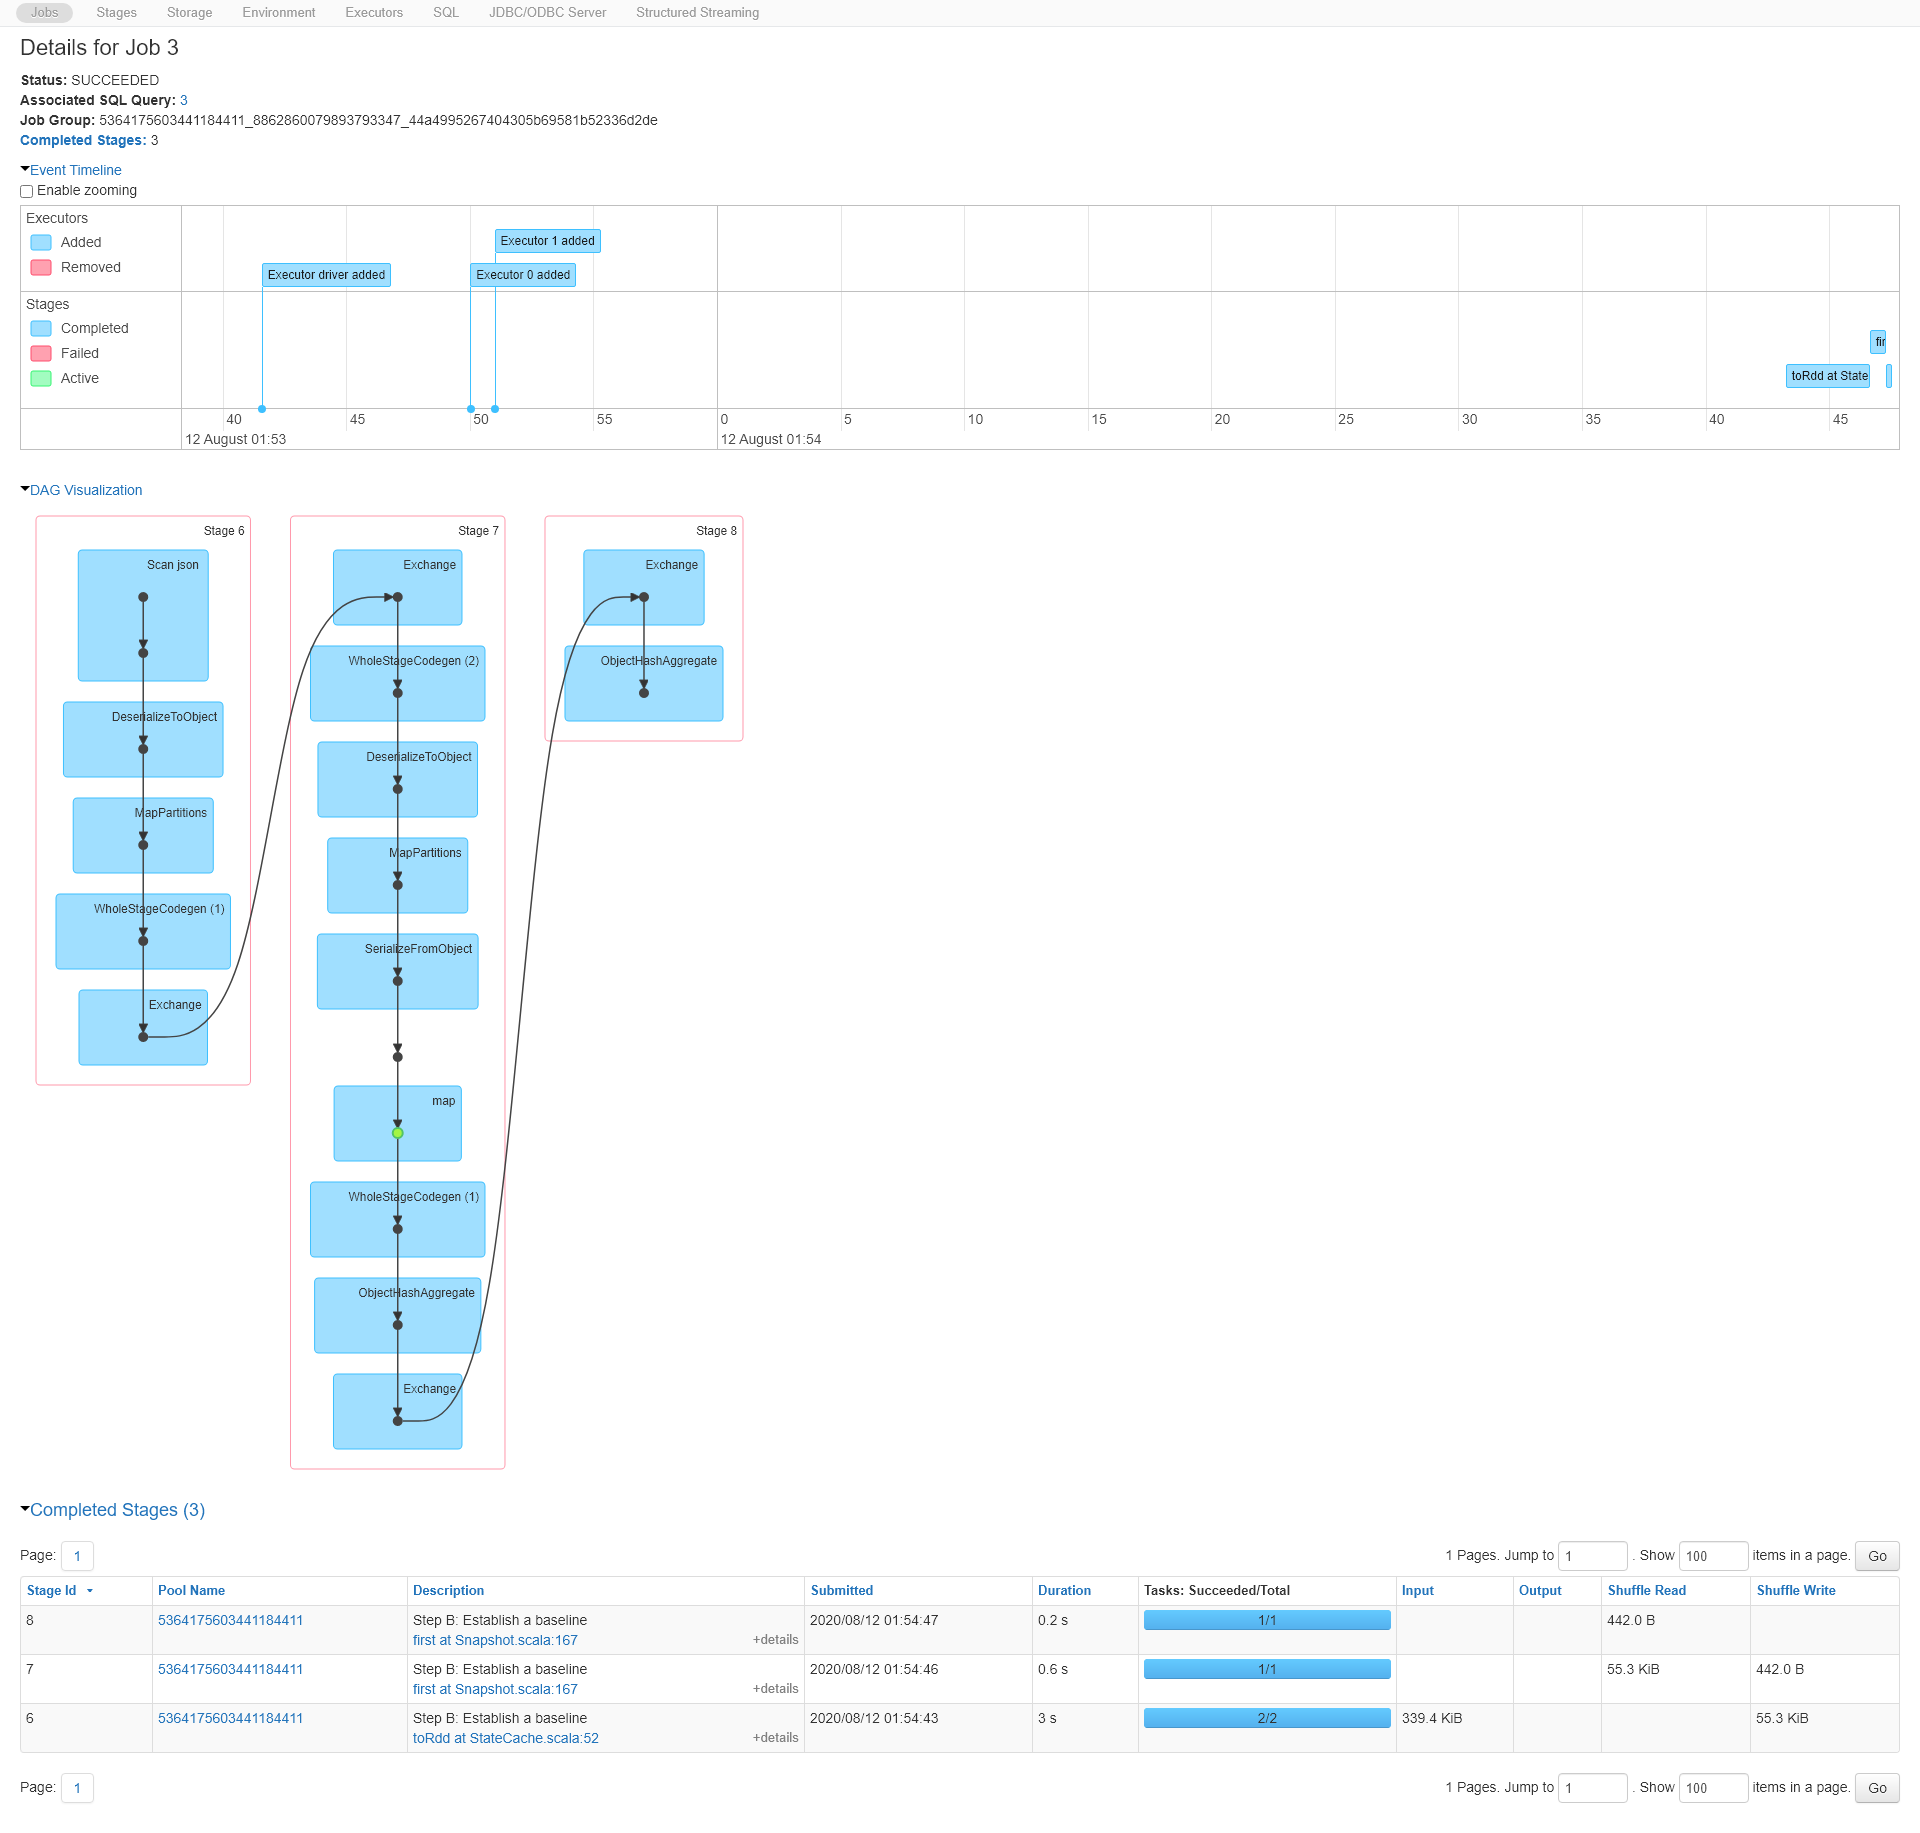 Jobs Stages Storage Environment Executors SQL JDBC/ODBC Server Structured Streaming
Details for Job 3
Status: SUCCEEDED
Associated SQL Query: 3
Job Group: 5364175603441184411_8862860079893793347_44a4995267404305b69581b52336d2de
Completed Stages: 3
Event Timeline
Enable zooming
Executors
Added
Removed
Executor 1 added
Executor driver added
Executor 0 added
Stages
Completed
Failed
Active
fir
toRdd at State
40 45 50 55 0 5 10 15 20 25 30 35 40 45
12 August 01:53 12 August 01:54
DAG Visualization
Stage 6
Scan json
DeserializeToObject
MapPartitions
WholeStageCodegen (1)
Exchange
Stage 7
Exchange
WholeStageCodegen (2)
DeserializeToObject
MapPartitions
SerializeFromObject
map
WholeStageCodegen (1)
ObjectHashAggregate
Exchange
Stage 8
Exchange
ObjectHashAggregate
Completed Stages (3)
Page: 1 1 Pages. Jump to 1 . Show 100 items in a page. Go
Stage Id Pool Name Description Submitted Duration Tasks: Succeeded/Total Input Output Shuffle Read Shuffle Write
8 5364175603441184411 Step B: Establish a baseline 2020/08/12 01:54:47 0.2 s 1/1 442.0 B
first at Snapshot.scala:167 +details
7 5364175603441184411 Step B: Establish a baseline 2020/08/12 01:54:46 0.6 s 1/1 55.3 KiB 442.0 B
first at Snapshot.scala:167 +details
6 5364175603441184411 Step B: Establish a baseline 2020/08/12 01:54:43 3 s 2/2 339.4 KiB 55.3 KiB
toRdd at StateCache.scala:52 +details
Page: 1 1 Pages. Jump to 1 . Show 100 items in a page. Go